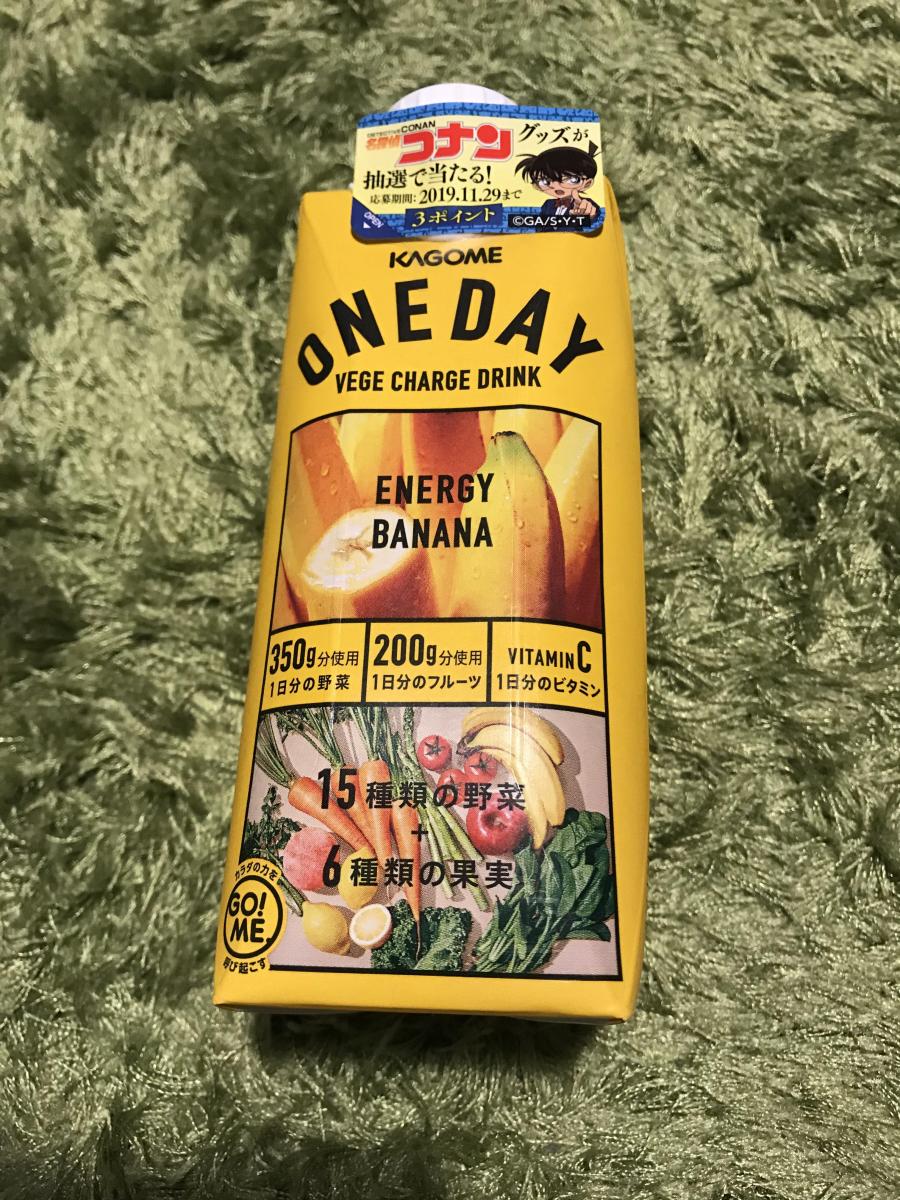 DETECTIVE CONAN
名探偵
コナン
グッズが
抽選で当たる!
応募期間:2019.11.29まで
OPEN
3ポイント
©GA/S・Y・T
KAGOME
ONE DAY
VEGE CHARGE DRINK
ENERGY
BANANA
350g分使用
1日分の野菜
200g分使用
1日分のフルーツ
VITAMIN C
1日分のビタミン
15種類の野菜
+
6種類の果実
カラダの力を
GO!
ME.
呼び起こす